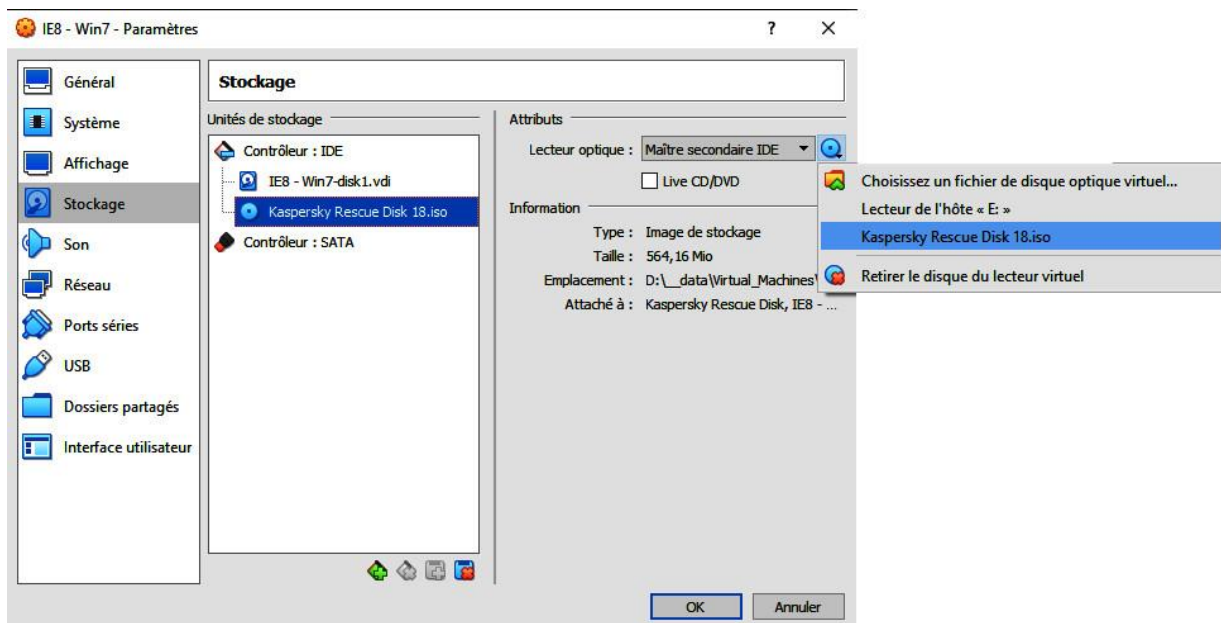 IE8 - Win7 - Paramètres
?
Général
Système
Affichage
Stockage
Son
Réseau
Ports séries
USB
Dossiers partagés
Interface utilisateur
Stockage
Unités de stockage
Contrôleur : IDE
IE8 - Win7-disk1.vdi
Kaspersky Rescue Disk 18.iso
Contrôleur : SATA
Attributs
Lecteur optique : Maître secondaire IDE
Live CD/DVD
Information
Type : Image de stockage
Taille : 564,16 Mio
Emplacement : D:\__data\Virtual_Machines\
Attaché à : Kaspersky Rescue Disk, IE8 - ...
Choisissez un fichier de disque optique virtuel...
Lecteur de l'hôte « E: »
Kaspersky Rescue Disk 18.iso
Retirer le disque du lecteur virtuel
OK
Annuler